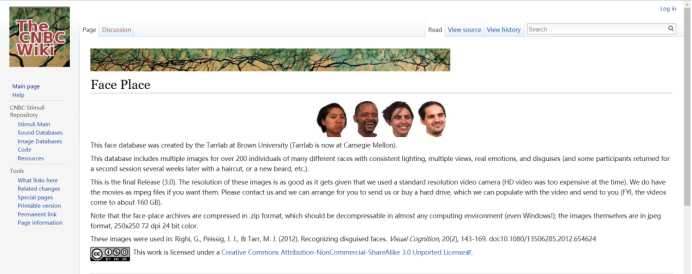 Log in
The
CNBC
Wiki
Page Discussion Read View source View history Search
Face Place
Main page
Help
CNBC Stimuli
Repository
Stimuli Main
Sound Databases
Image Databases
Code
Resources
Tools
What links here
Related changes
Special pages
Printable version
Permanent link
Page information
This face database was created by the Tarrlab at Brown University (Tarrlab is now at Carnegie Mellon).
This database includes multiple images for over 200 individuals of many different races with consistent lighting, multiple views, real emotions, and disguises (and some participants returned for
a second session several weeks later with a haircut, or a new beard, etc.).
This is the final Release (3.0). The resolution of these images is as good as it gets given that we used a standard resolution video camera (HD video was too expensive at the time). We do have
the movies as mpeg files if you want them. Please contact us and we can arrange for you to send us or buy a hard drive, which we can populate with the video and send to you (FYI, the videos
come to about 160 GB).
Note that the face-place archives are compressed in .zip format, which should be decompressable in almost any computing environment (even Windows!); the images themselves are in jpeg
format, 250x250 72 dpi 24 bit color.
These images were used in: Righi, G., Peissig, J. J., & Tarr, M. J. (2012). Recognizing disguised faces. Visual Cognition, 20(2), 143-169. doi:10.1080/13506285.2012.654624
This work is licensed under a Creative Commons Attribution-NonCommercial-ShareAlike 3.0 Unported License.